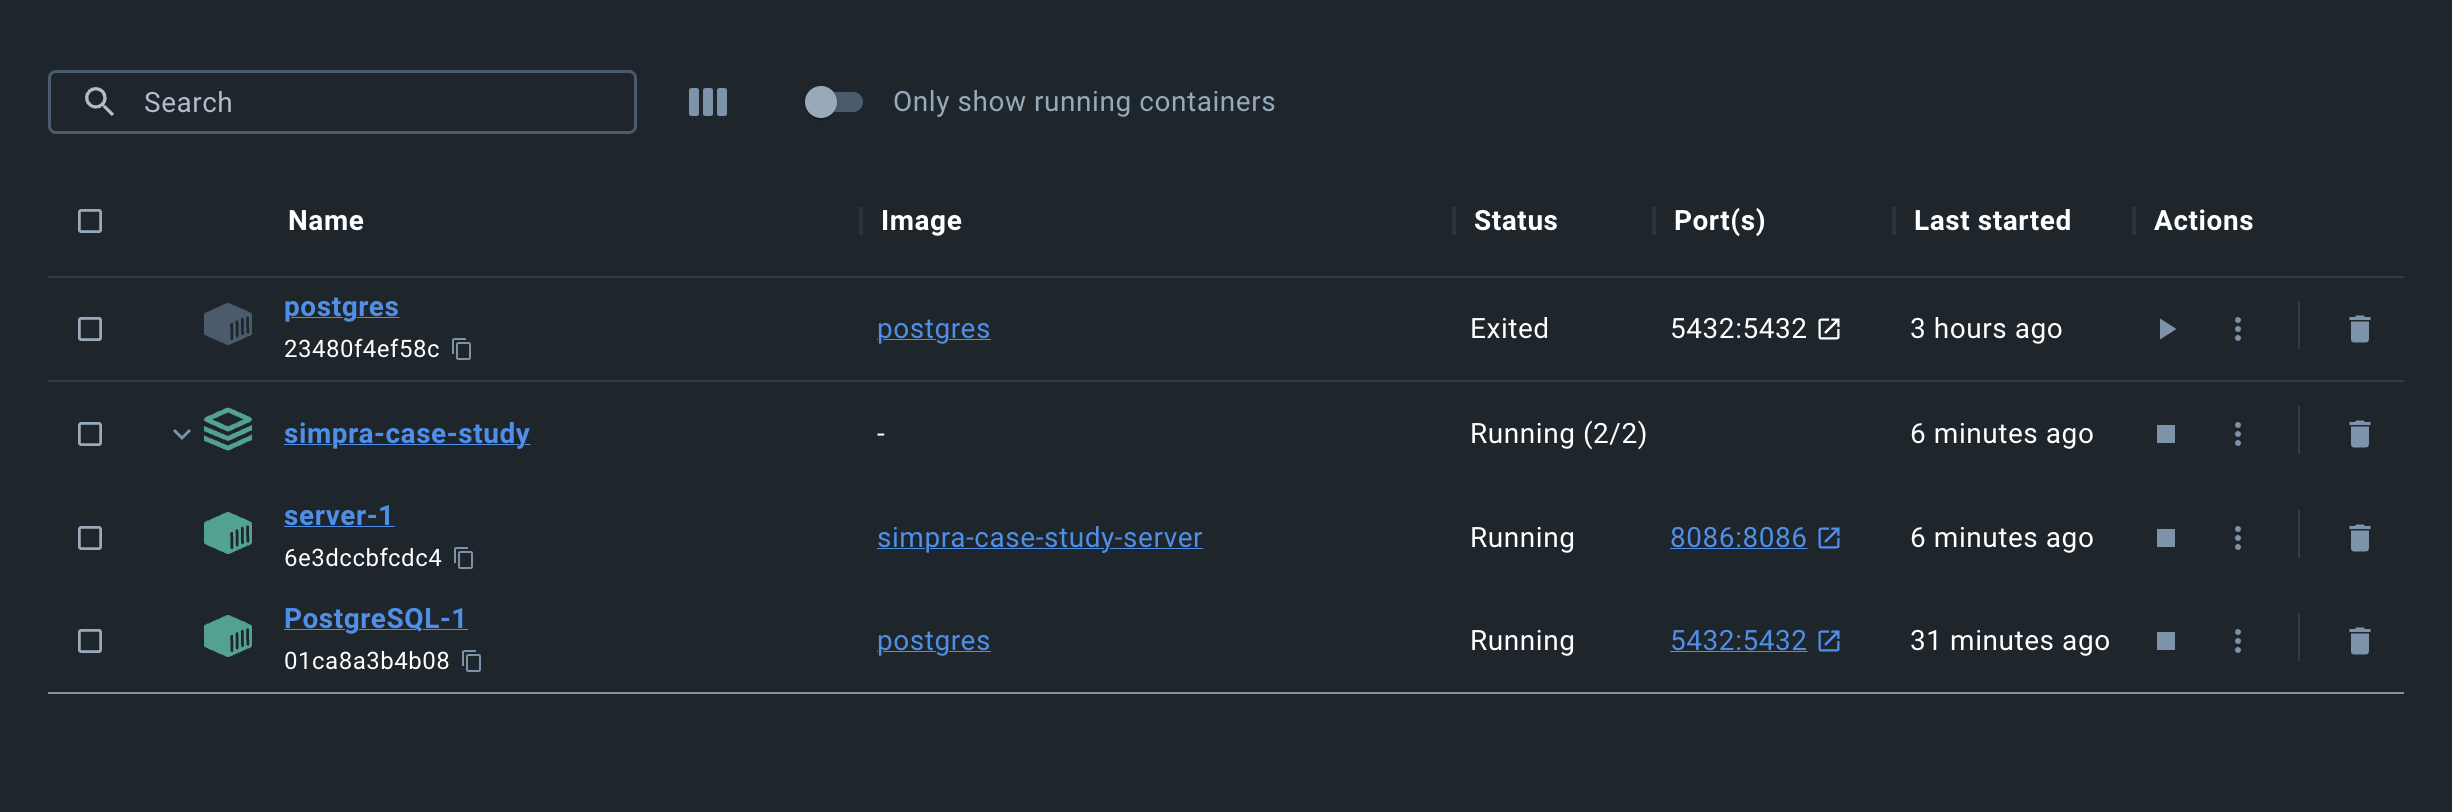 Search
Only show running containers
Name Image Status Port(s) Last started Actions
postgres
23480f4ef58c
postgres Exited 5432:5432 3 hours ago
simpra-case-study - Running (2/2) 6 minutes ago
server-1
6e3dccbfcdc4
simpra-case-study-server Running 8086:8086 6 minutes ago
PostgreSQL-1
01ca8a3b4b08
postgres Running 5432:5432 31 minutes ago